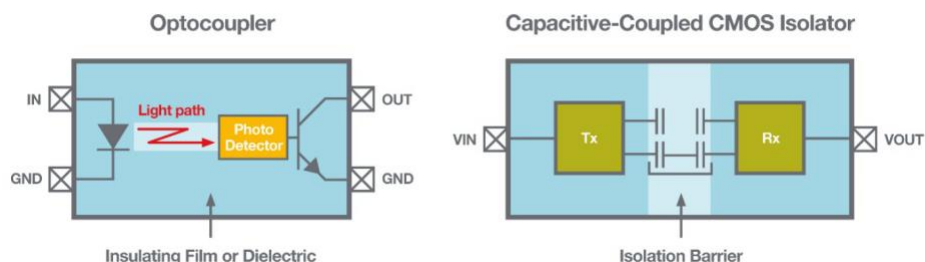 Optocoupler
IN
GND
Light path
Photo
Detector
OUT
GND
Insulating Film or Dielectric
Capacitive-Coupled CMOS Isolator
VIN
Tx
Rx
VOUT
Isolation Barrier